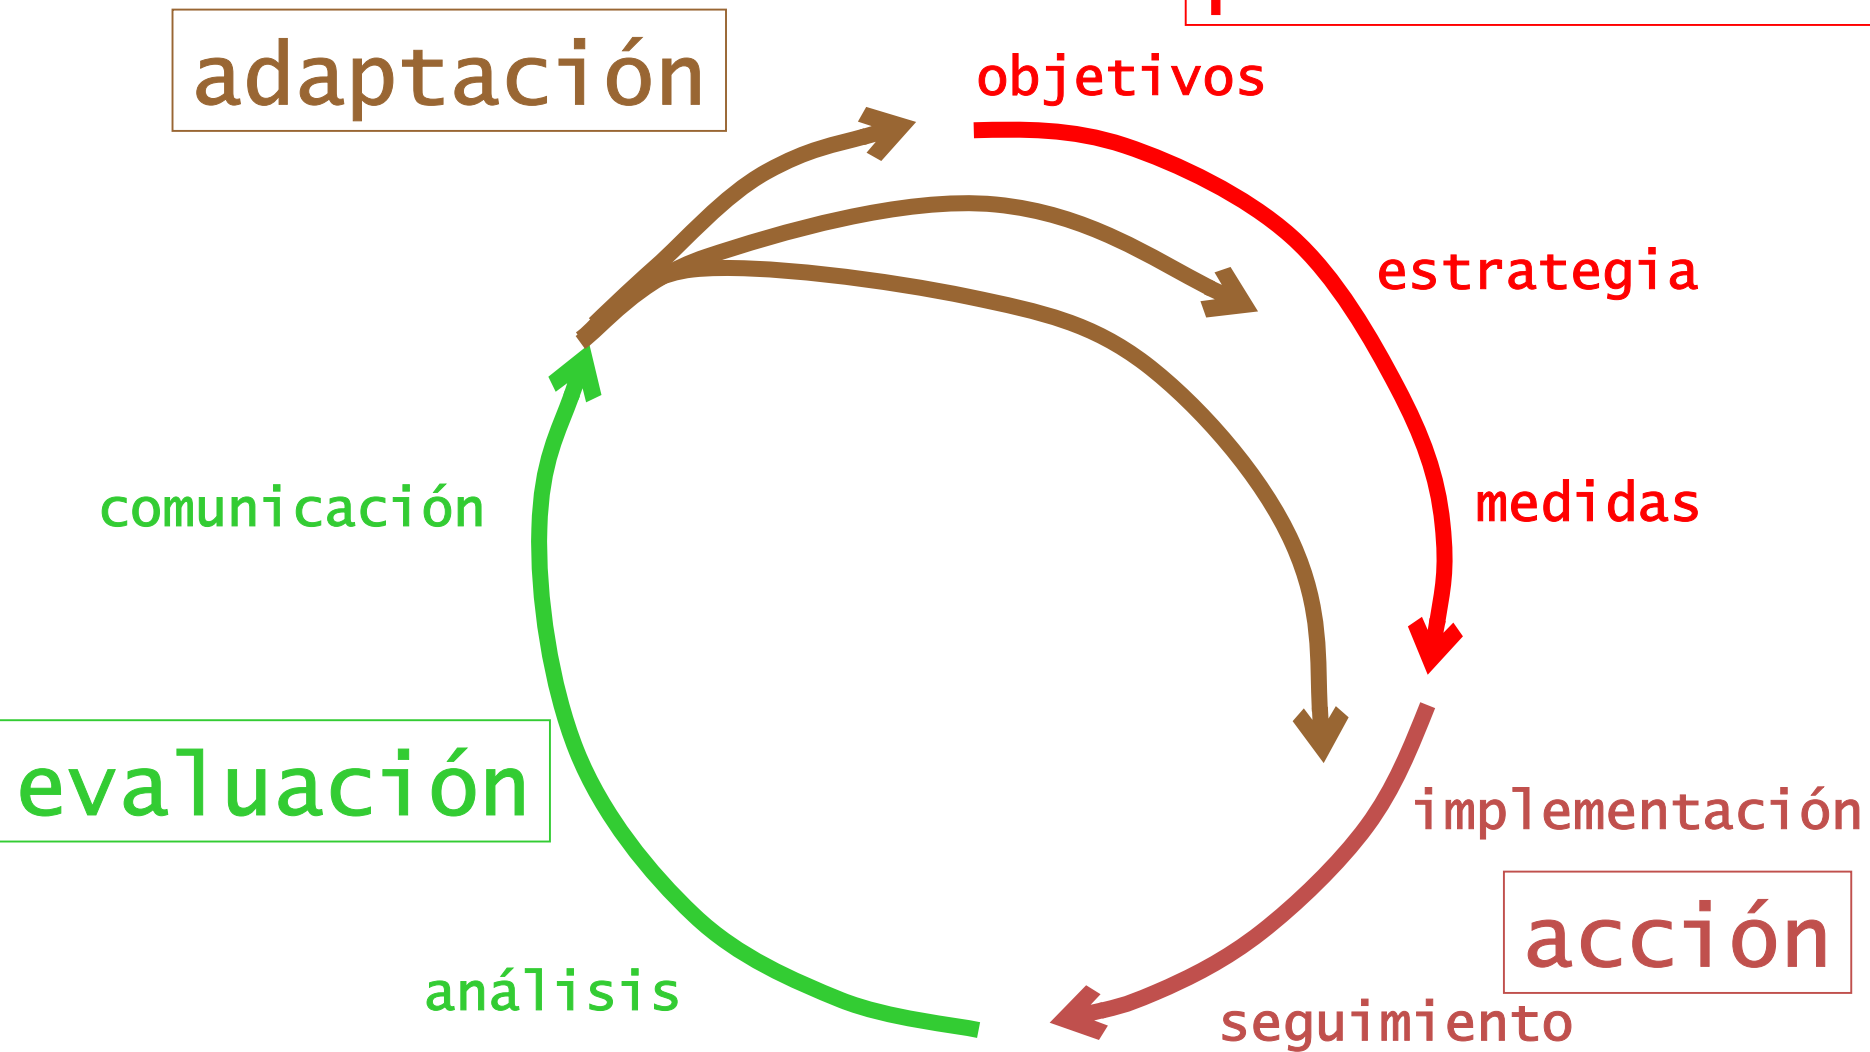 adaptación
objetivos
estrategia
medidas
comunicación
evaluación
implementación
acción
análisis
seguimiento